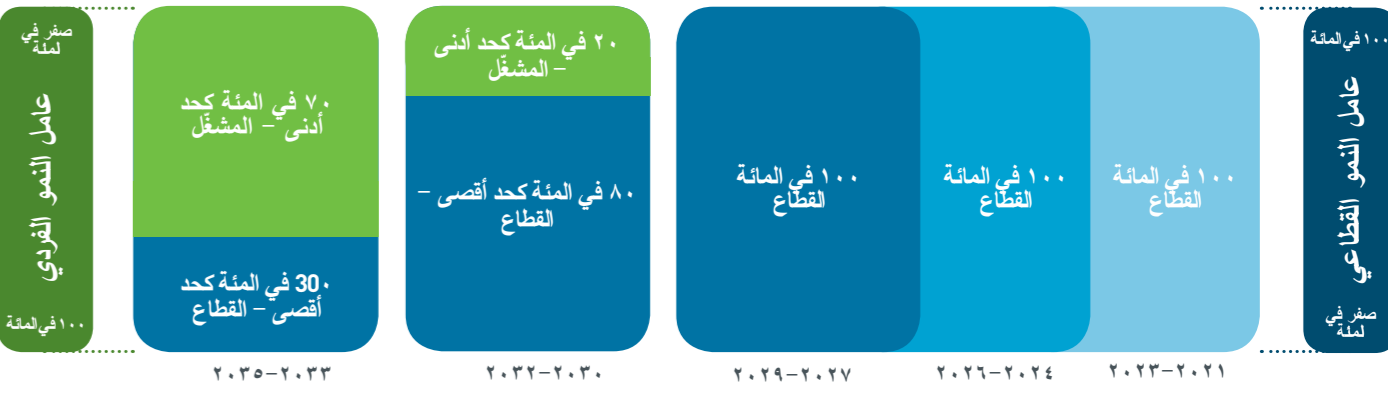 ١٠٠ في المائة
عامل النمو القطاعي
صفر في
لمئة
١٠٠ في المائة
القطاع
٢٠٢١–٢٠٢٣
١٠٠ في المائة
القطاع
٢٠٢٤–٢٠٢٦
١٠٠ في المائة
القطاع
٢٠٢٧–٢٠٢٩
٢٠ في المئة كحد أدنى
– المشغّل
٨٠ في المئة كحد أقصى –
القطاع
٢٠٣٠–٢٠٣٢
٧٠ في المئة كحد
أدنى – المشغّل
30 في المئة كحد
أقصى – القطاع
٢٠٣٣–٢٠٣٥
صفر في
لمئة
عامل النمو الفردي
١٠٠ في المائة